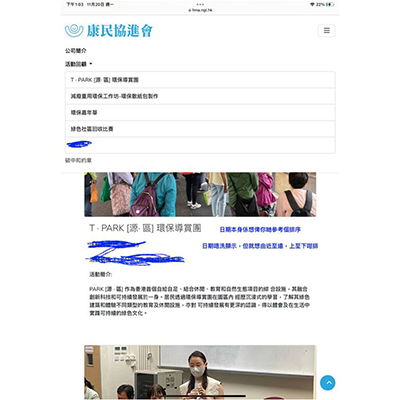 下午1:03 11月20日 週一
••• 
hma.ngt.hk
22%
康民協進會
公司簡介
活動回顧
T · PARK [源· 區] 環保導賞團
減廢重用環保工作坊-環保敷紙包製作
環保嘉年華
綠色社區回收比賽
碳中和約章
T · PARK [源· 區] 環保導賞團
日期本身係想俾你哋參考個排序
日期唔洗顯示，但就想由近至遠，上至下咁排
活動簡介:
PARK [源· 區] 作為香港首個自給自足、結合休閒、教育和自然生態項目的綜 合設施，其融合
創新科技和可持續發展於一身。居民透過環保導賞團在園區內 經歷沉浸式的學習，了解其綠色
建築和體驗不同類型的教育及休閒設施，亦對 可持續發展有更深的認識，得以體會及在生活中
實踐可持續的綠色文化。